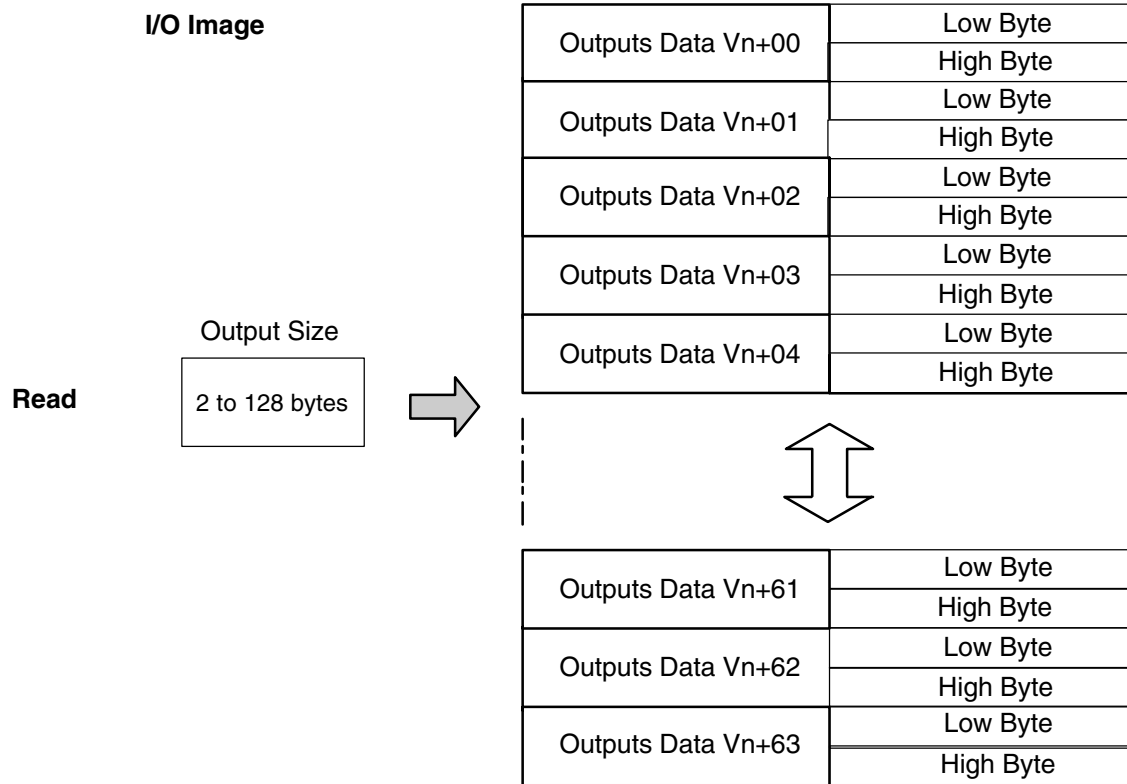 I/O Image
Outputs Data Vn+00
Low Byte
High Byte
Outputs Data Vn+01
Low Byte
High Byte
Outputs Data Vn+02
Low Byte
High Byte
Outputs Data Vn+03
Low Byte
High Byte
Outputs Data Vn+04
Low Byte
High Byte
Output Size
Read
2 to 128 bytes
Outputs Data Vn+61
Low Byte
High Byte
Outputs Data Vn+62
Low Byte
High Byte
Outputs Data Vn+63
Low Byte
High Byte